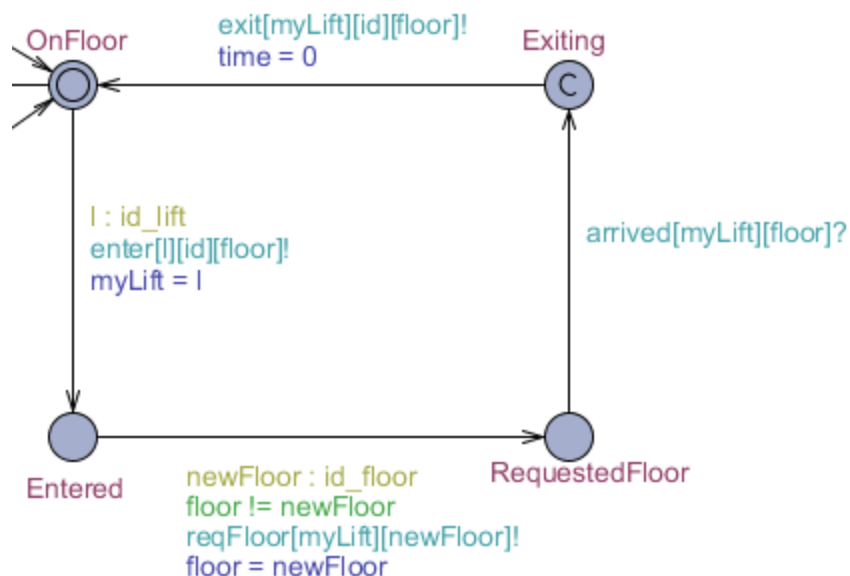 exit[myLift][id][floor]!
OnFloor
Exiting
time = 0
C
l : id_lift
enter[l][id][floor]!
arrived[myLift][floor]?
myLift = l
newFloor : id_floor
RequestedFloor
Entered
floor != newFloor
reqFloor[myLift][newFloor]!
floor = newFloor